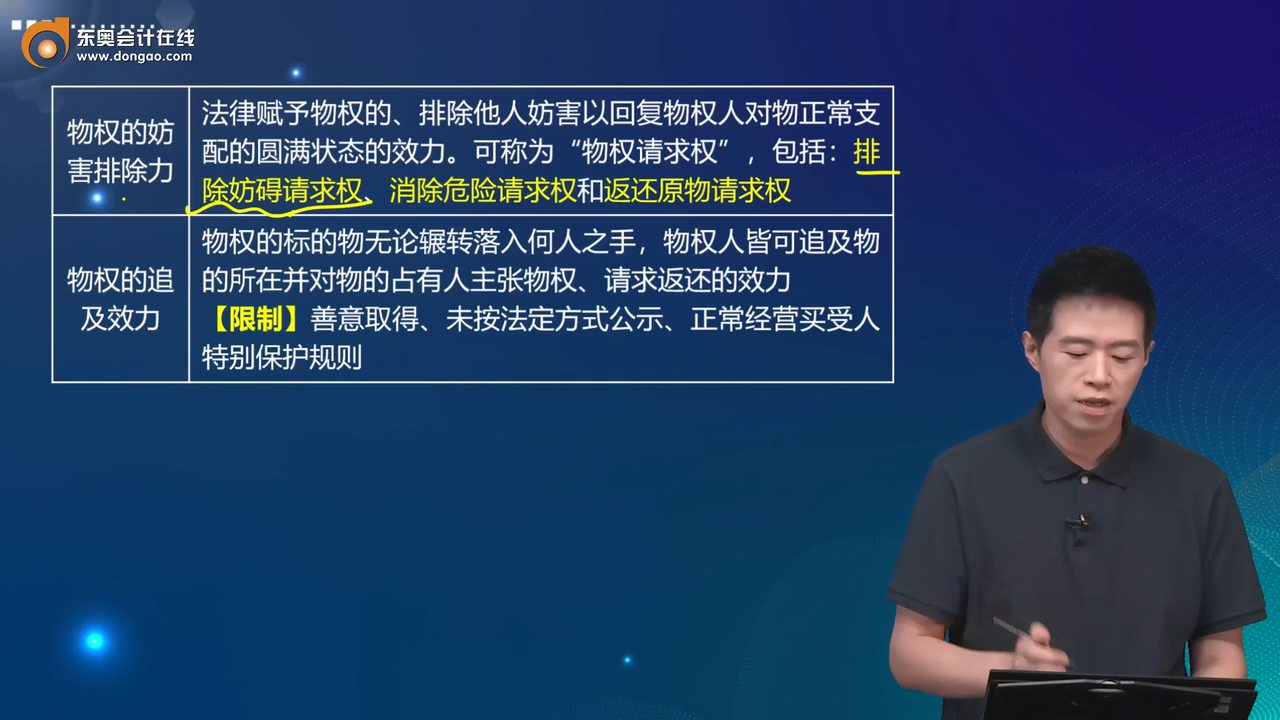 东奥会计在线
www.dongao.com
物权的妨
害排除力
法律赋予物权的、排除他人妨害以回复物权人对物正常支
配的圆满状态的效力。可称为“物权请求权”，包括：排
除妨碍请求权、消除危险请求权和返还原物请求权
物权的追
及效力
物权的标的物无论辗转落入何人之手，物权人皆可追及物
的所在并对物的占有人主张物权、请求返还的效力
【限制】善意取得、未按法定方式公示、正常经营买受人
特别保护规则